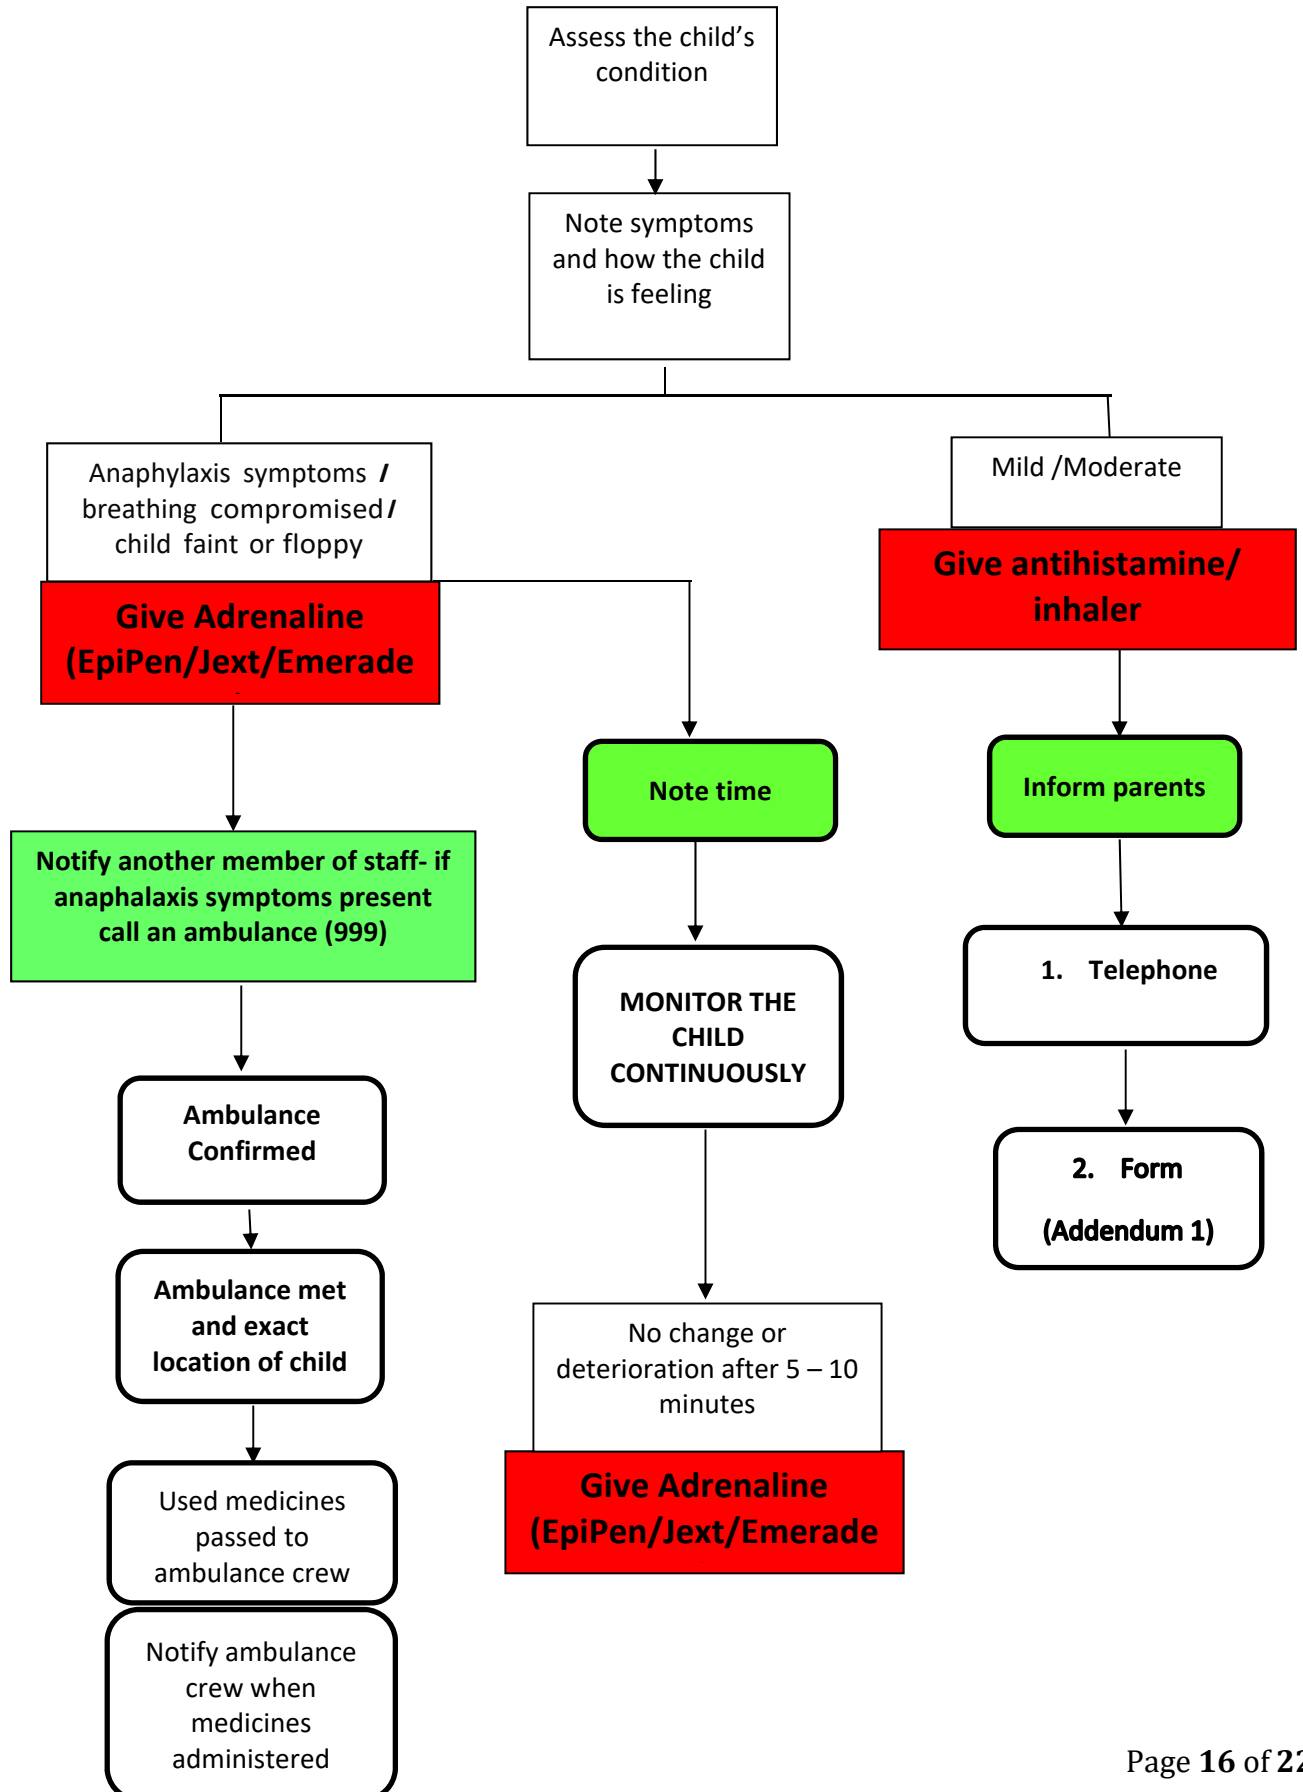 Assess the child’s
condition
Note symptoms
and how the child
is feeling
Anaphylaxis symptoms /
breathing compromised/
child faint or floppy
Give Adrenaline
(EpiPen/Jext/Emerade
Mild /Moderate
Give antihistamine/
inhaler
Note time
Inform parents
Notify another member of staff- if
anaphalaxis symptoms present
call an ambulance (999)
MONITOR THE
CHILD
CONTINUOUSLY
1. Telephone
Ambulance
Confirmed
2. Form
(Addendum 1)
Ambulance met
and exact
location of child
No change or
deterioration after 5 – 10
minutes
Give Adrenaline
(EpiPen/Jext/Emerade
Used medicines
passed to
ambulance crew
Notify ambulance
crew when
medicines
administered
Page 16 of 22